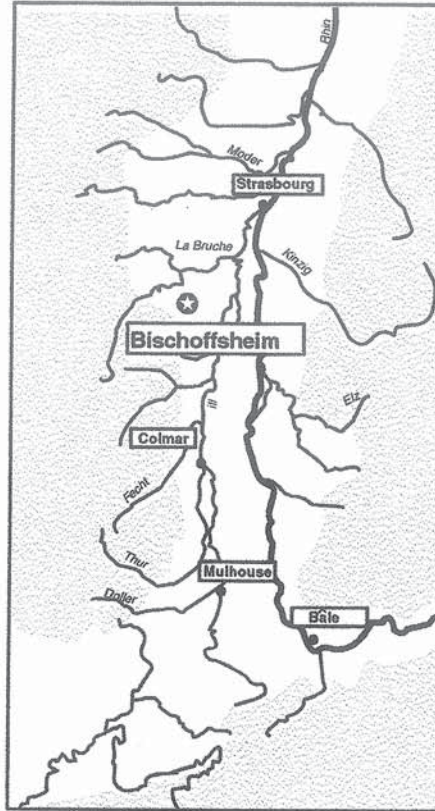 Rhin
Moder
Strasbourg
La Bruche
Kinzig
Bischoffsheim
Ill
Elz
Colmar
Fecht
Thur
Mulhouse
Doller
Bâle